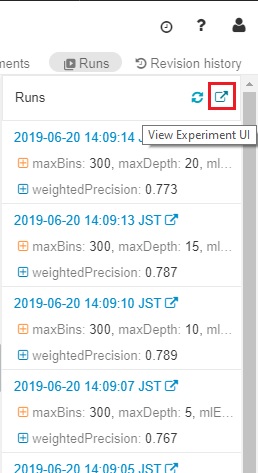 ?
ments Runs Revision history
Runs
2019-06-20 14:09:14 J
View Experiment UI
maxBins: 300, maxDepth: 20, ml...
weightedPrecision: 0.773
2019-06-20 14:09:13 JST
maxBins: 300, maxDepth: 15, ml...
weightedPrecision: 0.787
2019-06-20 14:09:10 JST
maxBins: 300, maxDepth: 10, ml...
weightedPrecision: 0.789
2019-06-20 14:09:07 JST
maxBins: 300, maxDepth: 5, mlE...
weightedPrecision: 0.767
2019-06-20 14:09:05 JST